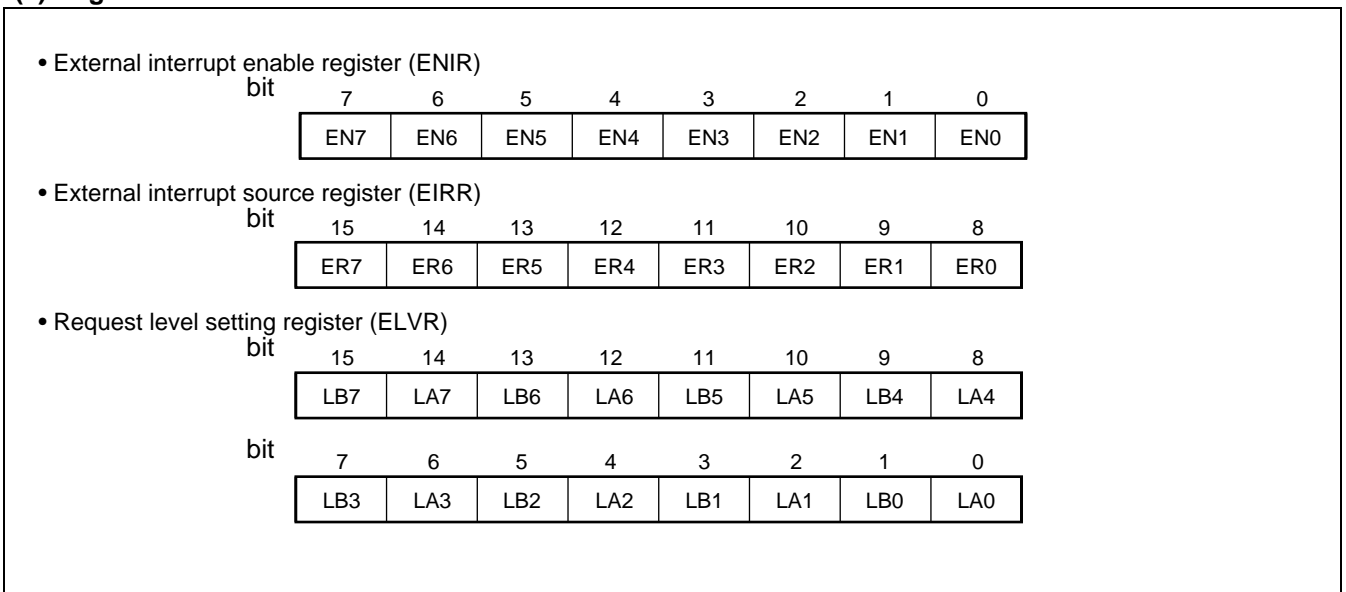 • External interrupt enable register (ENIR)
bit 7 6 5 4 3 2 1 0
EN7 EN6 EN5 EN4 EN3 EN2 EN1 EN0
• External interrupt source register (EIRR)
bit 15 14 13 12 11 10 9 8
ER7 ER6 ER5 ER4 ER3 ER2 ER1 ER0
• Request level setting register (ELVR)
bit 15 14 13 12 11 10 9 8
LB7 LA7 LB6 LA6 LB5 LA5 LB4 LA4
bit 7 6 5 4 3 2 1 0
LB3 LA3 LB2 LA2 LB1 LA1 LB0 LA0